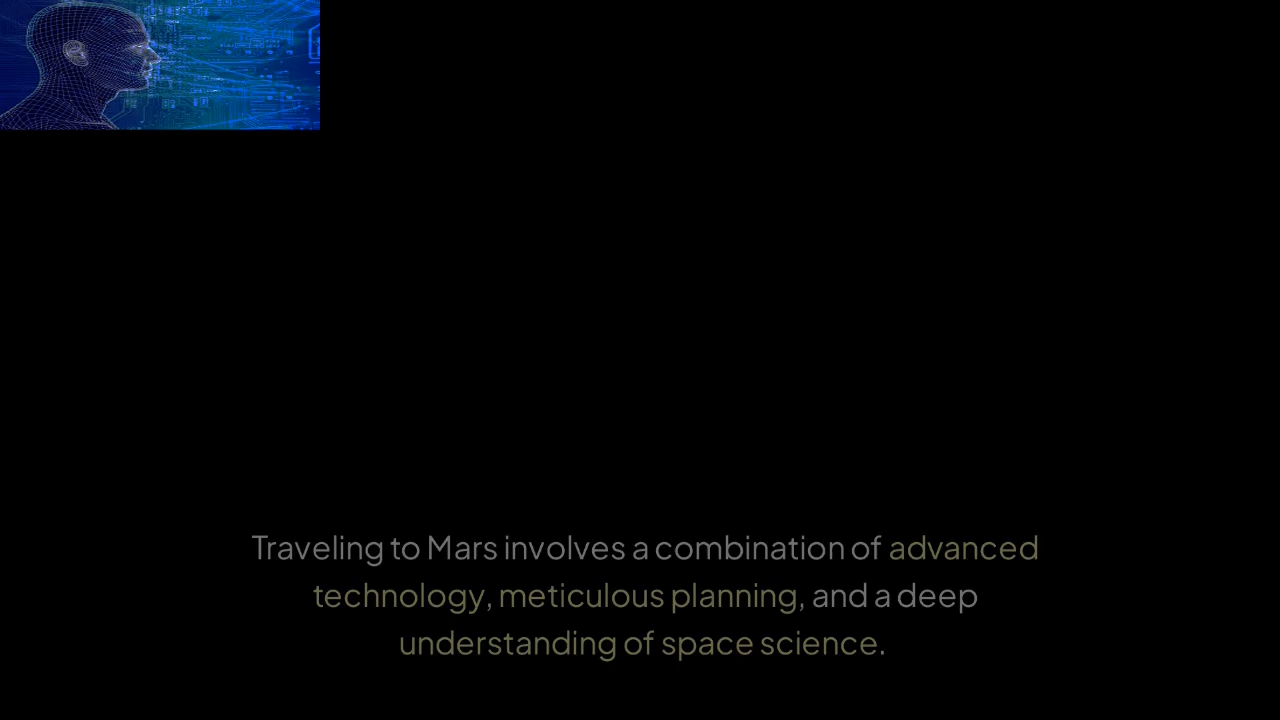 Traveling to Mars involves a combination of advanced
technology, meticulous planning, and a deep
understanding of space science.